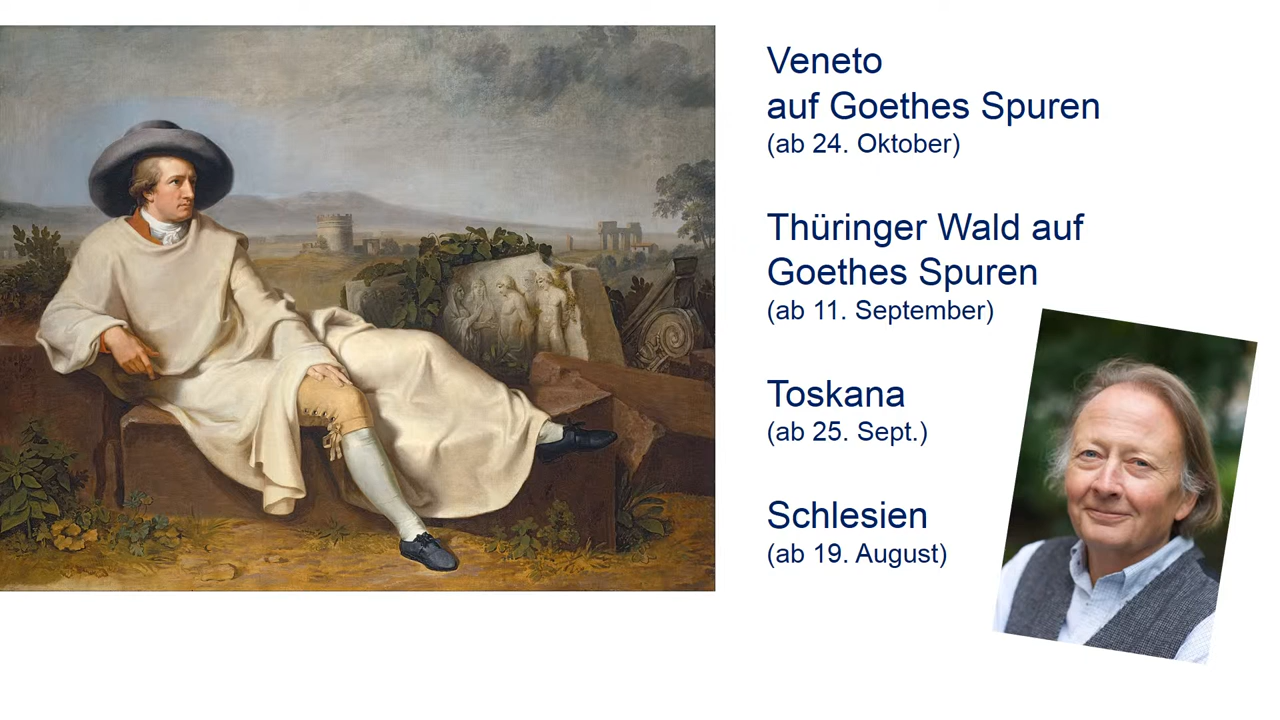 Veneto
auf Goethes Spuren
(ab 24. Oktober)
Thüringer Wald auf
Goethes Spuren
(ab 11. September)
Toskana
(ab 25. Sept.)
Schlesien
(ab 19. August)